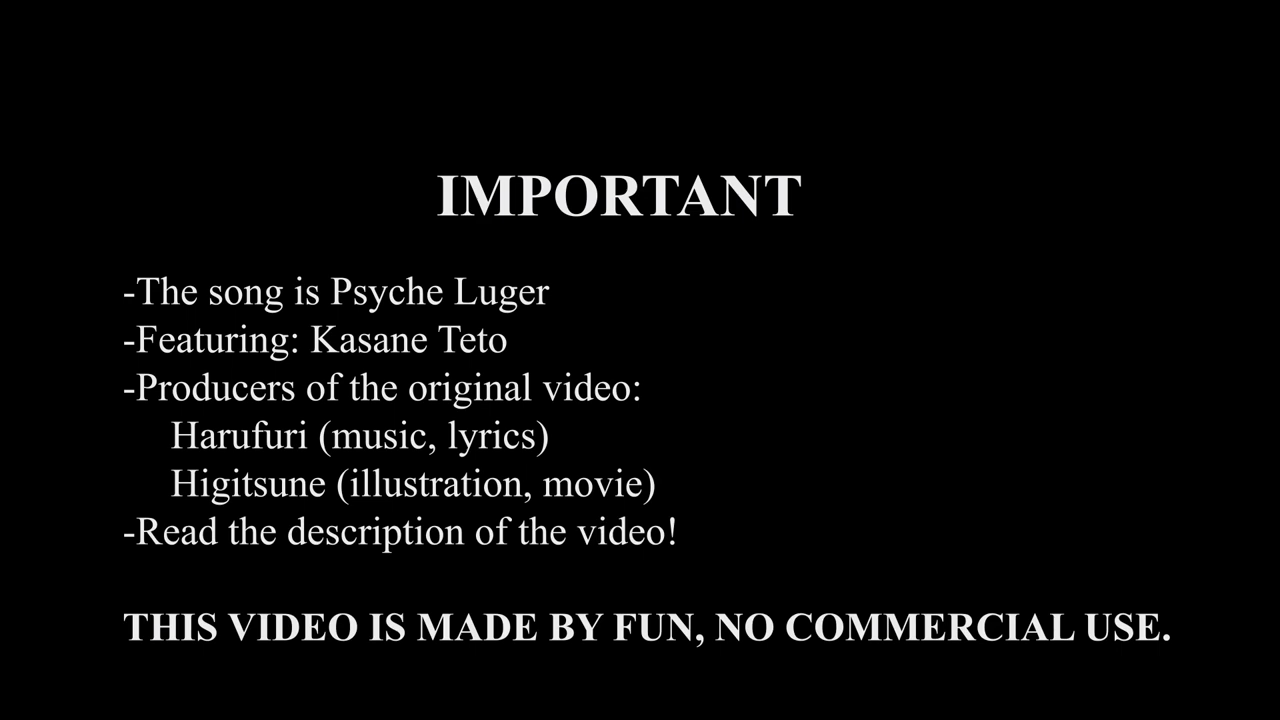 IMPORTANT
-The song is Psyche Luger
-Featuring: Kasane Teto
-Producers of the original video:
Harufuri (music, lyrics)
Higitsune (illustration, movie)
-Read the description of the video!
THIS VIDEO IS MADE BY FUN, NO COMMERCIAL USE.